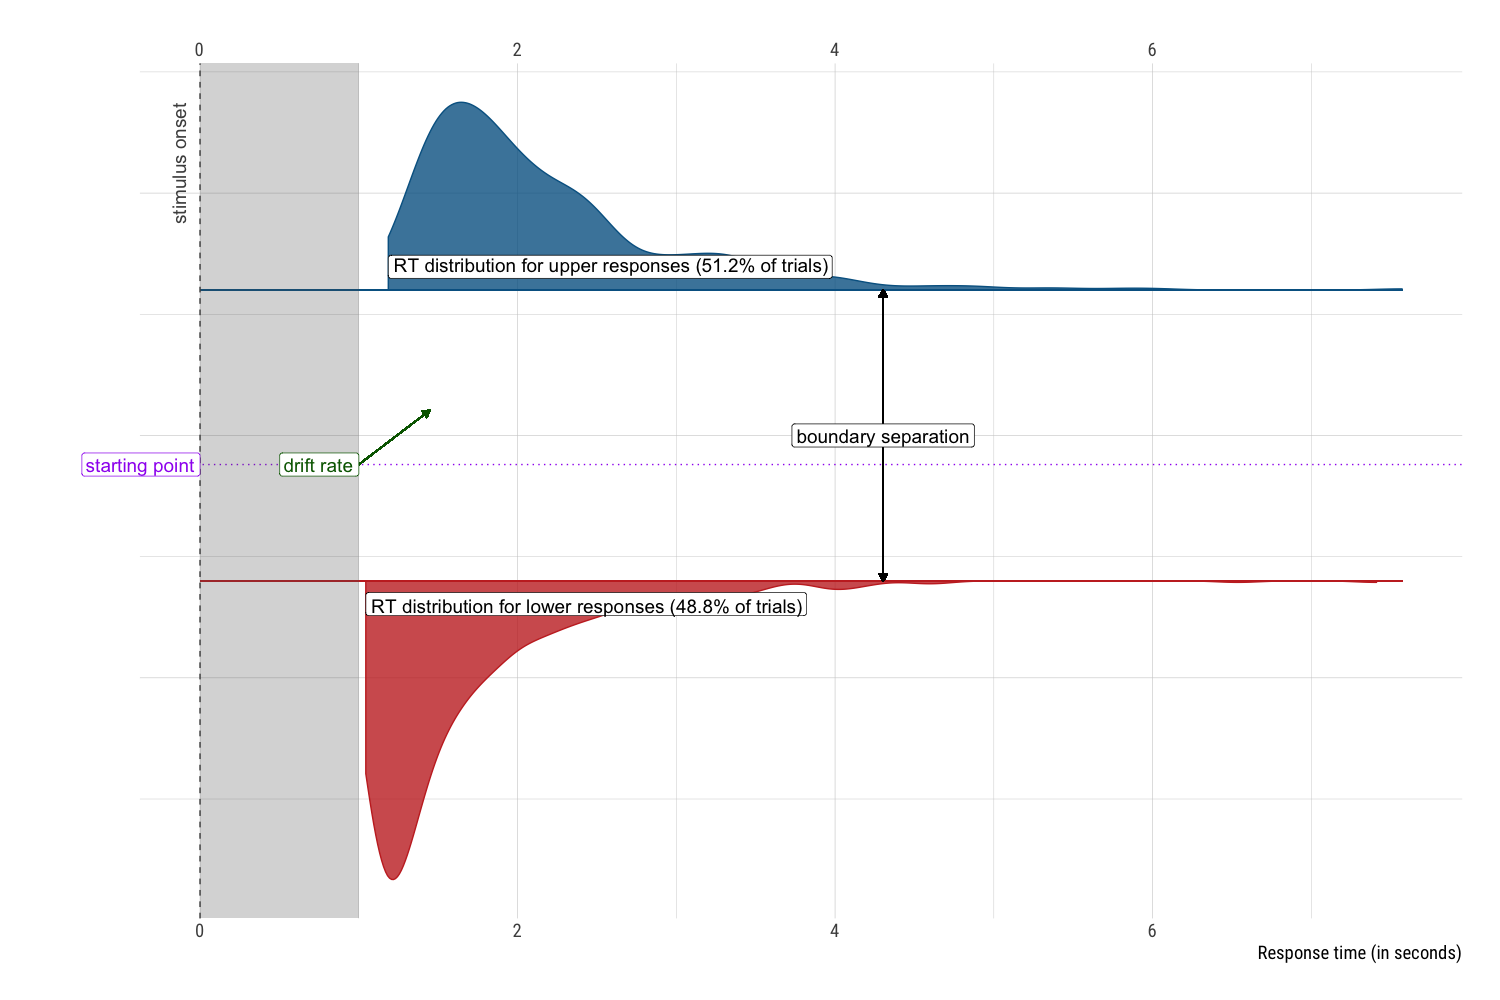 0 2 4 6
stimulus onset
RT distribution for upper responses (51.2% of trials)
boundary separation
starting point
drift rate
RT distribution for lower responses (48.8% of trials)
0 2 4 6
Response time (in seconds)